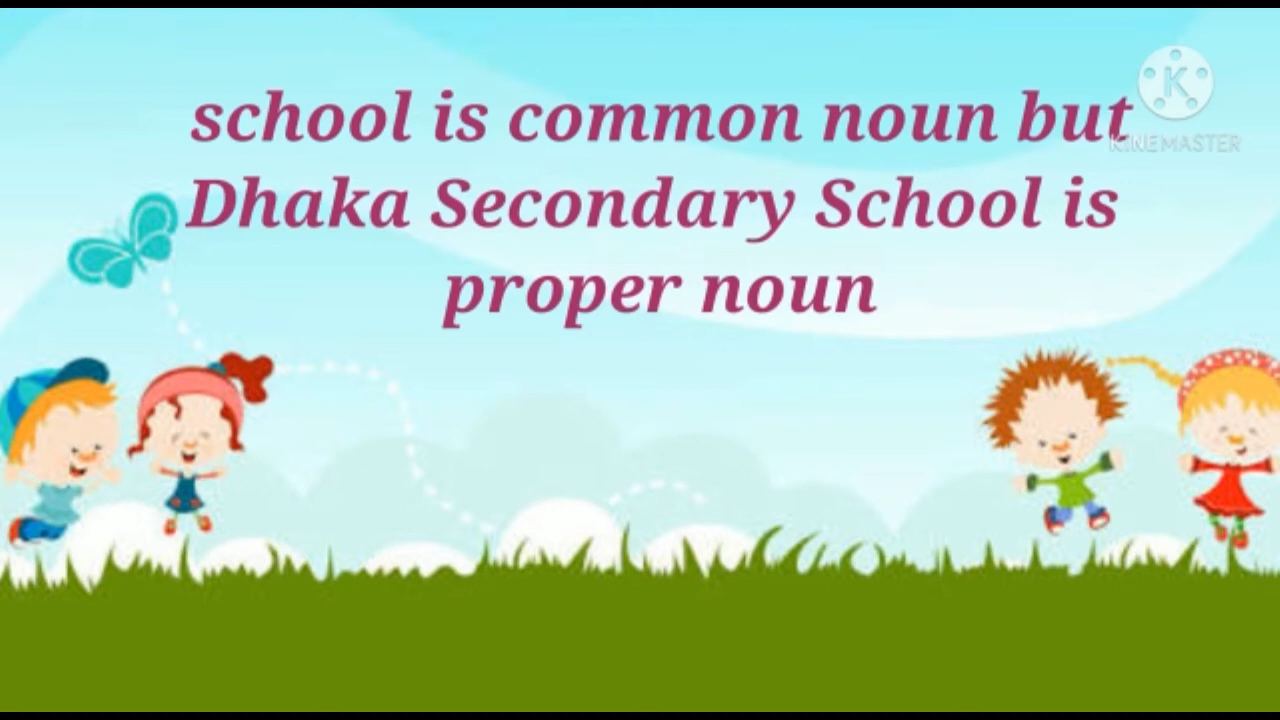 school is common noun but
Dhaka Secondary School is
proper noun
K
KINEMASTER